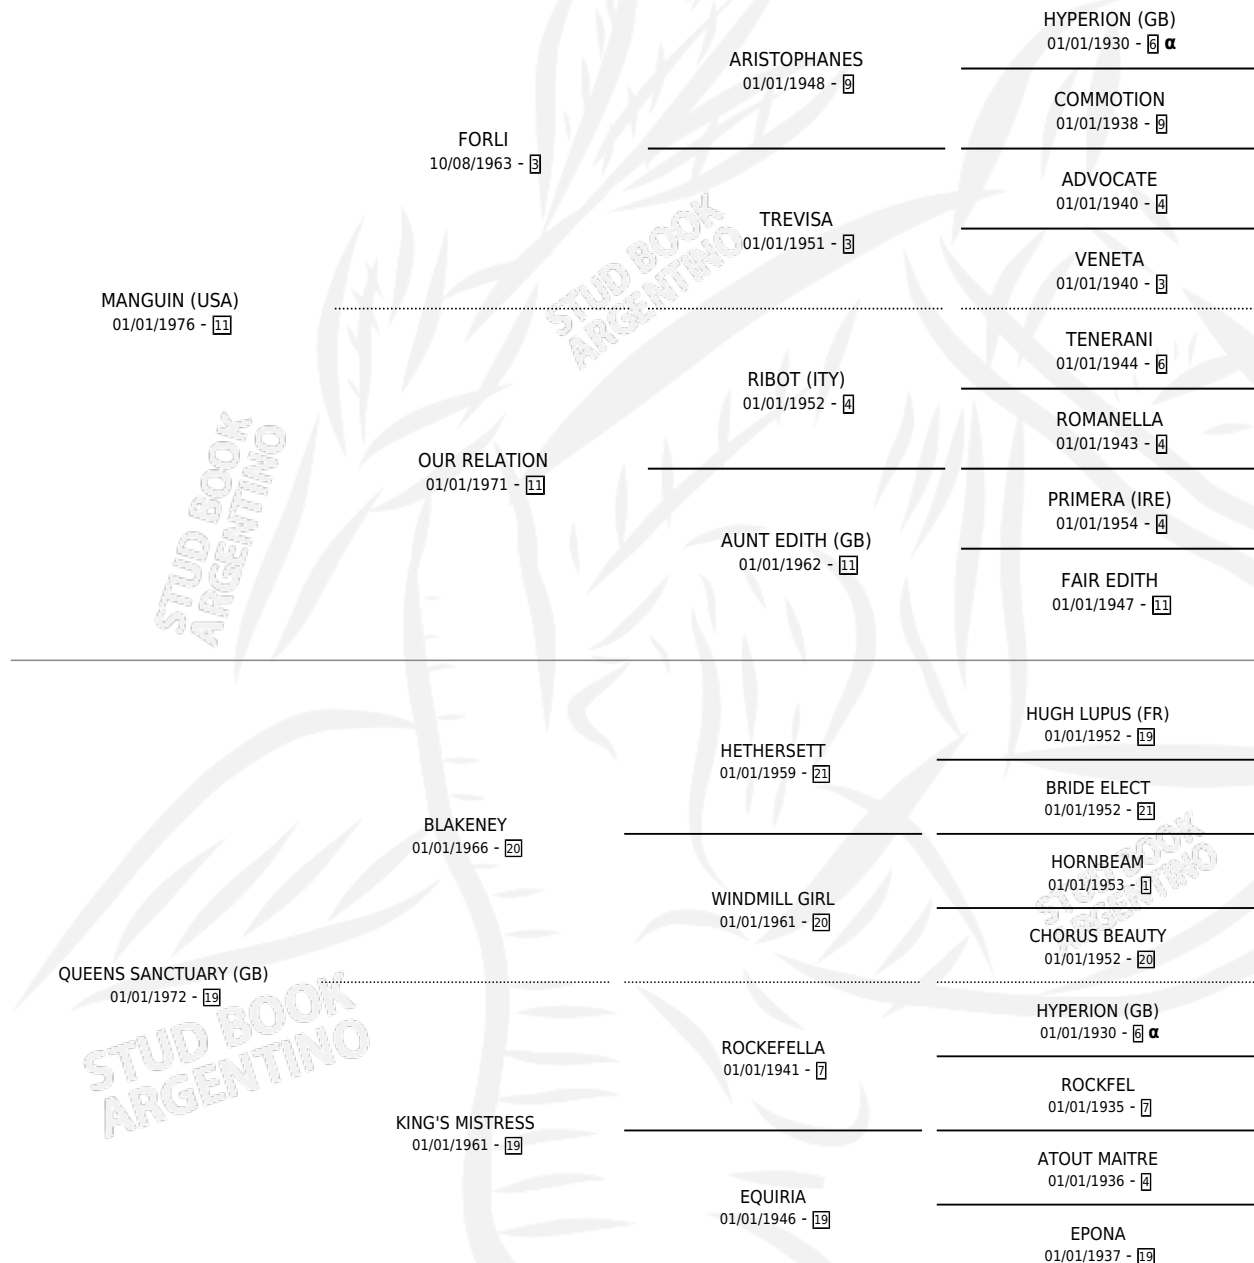 HYPERION (GB)
01/01/1930 - 6 α
ARISTOPHANES
01/01/1948 - 9
COMMOTION
01/01/1938 - 9
FORLI
10/08/1963 - 3
ADVOCATE
01/01/1940 - 4
TREVISA
01/01/1951 - 3
VENETA
01/01/1940 - 3
MANGUIN (USA)
01/01/1976 - 11
TENERANI
01/01/1944 - 6
RIBOT (ITY)
01/01/1952 - 4
ROMANELLA
01/01/1943 - 4
OUR RELATION
01/01/1971 - 11
PRIMERA (IRE)
01/01/1954 - 4
AUNT EDITH (GB)
01/01/1962 - 11
FAIR EDITH
01/01/1947 - 11
HUGH LUPUS (FR)
01/01/1952 - 19
HETHERSETT
01/01/1959 - 21
BRIDE ELECT
01/01/1952 - 21
BLAKENEY
01/01/1966 - 20
HORNBEAM
01/01/1953 - 1
WINDMILL GIRL
01/01/1961 - 20
CHORUS BEAUTY
01/01/1952 - 20
QUEENS SANCTUARY (GB)
01/01/1972 - 19
HYPERION (GB)
01/01/1930 - 6 α
ROCKEFELLA
01/01/1941 - 7
ROCKFEL
01/01/1935 - 7
KING'S MISTRESS
01/01/1961 - 19
ATOUT MAITRE
01/01/1936 - 4
EQUIRIA
01/01/1946 - 19
EPONA
01/01/1937 - 19
STUD BOOK
ARGENTINO
STUD BOOK
ARGENTINO
STUD BOOK
ARGENTINO
STUD BOOK
ARGENTINO